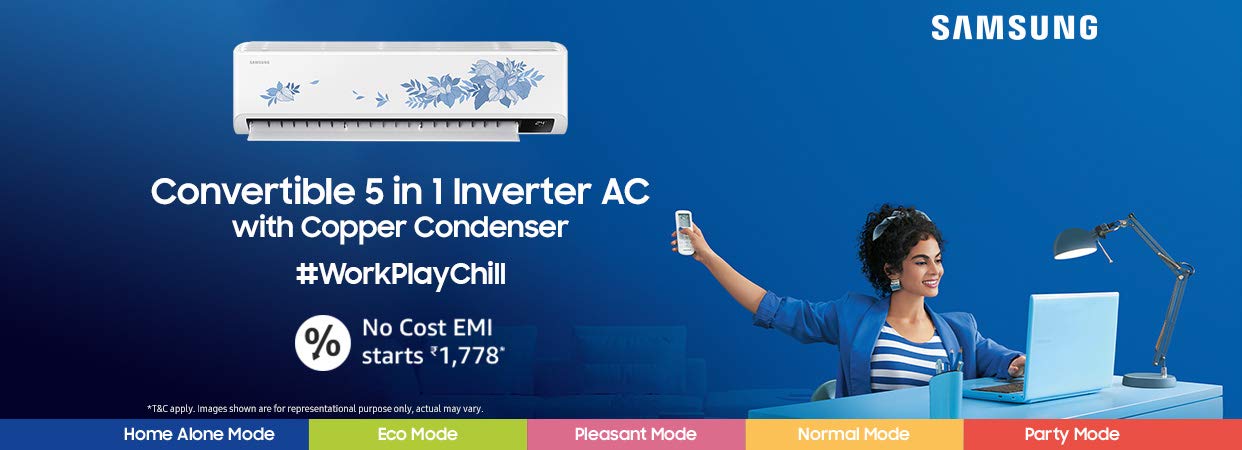 SAMSUNG
SAMSUNG
24
Convertible 5 in 1 Inverter AC
with Copper Condenser
#WorkPlayChill
%
No Cost EMI
starts ₹1,778*
*T&C apply. Images shown are for representational purpose only, actual may vary.
Home Alone Mode
Eco Mode
Pleasant Mode
Normal Mode
Party Mode